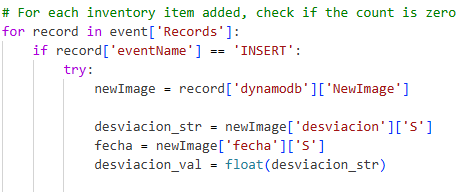 # For each inventory item added, check if the count is zero
for record in event['Records']:
    if record['eventName'] == 'INSERT':
        try:
            newImage = record['dynamodb']['NewImage']

            desviacion_str = newImage['desviacion']['S']
            fecha = newImage['fecha']['S']
            desviacion_val = float(desviacion_str)